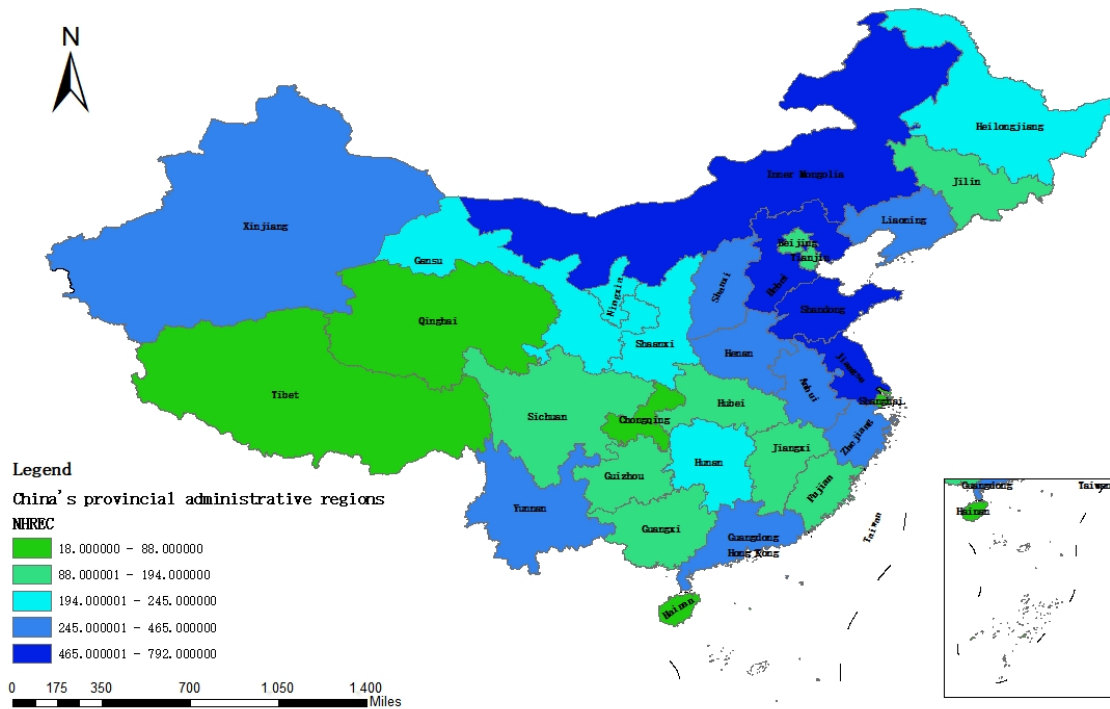 N
Heilongjiang
Jilin
Inner Mongolia
Liaoning
Xinjiang
Beijing
Tianjin
Gansu
Hebei
Shanxi
Ningxia
Shandong
Qinghai
Shaanxi
Henan
Jiangsu
Anhui
Tibet
Shanghai
Sichuan
Chongqing
Hubei
Zhejiang
Jiangxi
Hunan
Guizhou
Fujian
Yunnan
Guangxi
Taiwan
Guangdong
Hong Kong
Hainan
Guangdong
Taiwan
Hainan
Legend
China's provincial administrative regions
NHREC
18.000000 - 88.000000
88.000001 - 194.000000
194.000001 - 245.000000
245.000001 - 465.000000
465.000001 - 792.000000
0 175 350 700 1.050 1.400
Miles